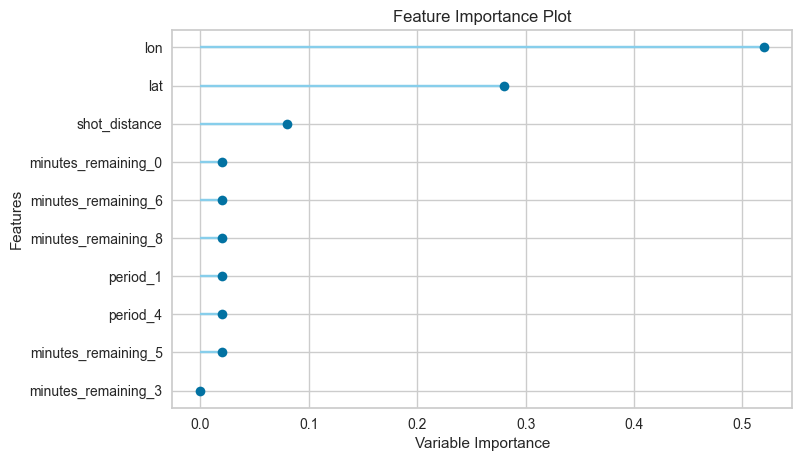 Feature Importance Plot
lon
lat
shot_distance
minutes_remaining_0
minutes_remaining_6
minutes_remaining_8
period_1
period_4
minutes_remaining_5
minutes_remaining_3
Features
0.0 0.1 0.2 0.3 0.4 0.5
Variable Importance